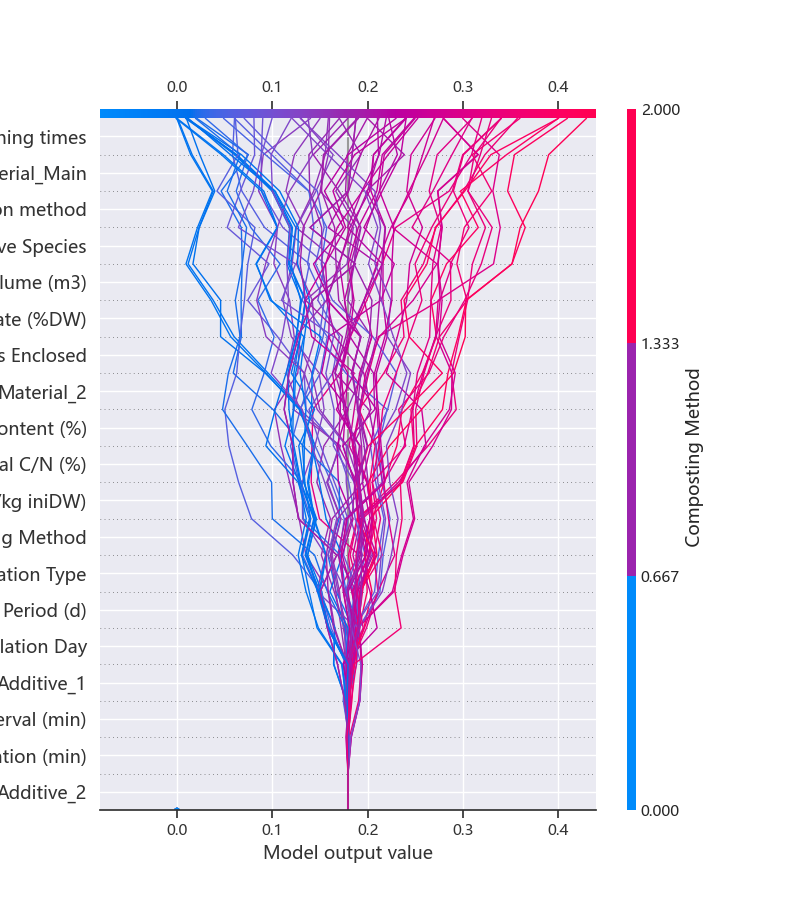 0.0 0.1 0.2 0.3 0.4
2.000
ning times
erial_Main
on method
ve Species
lume (m3)
ate (%DW)
1.333
s Enclosed
Material_2
ontent (%)
al C/N (%)
/kg iniDW)
g Method
Composting Method
ation Type
0.667
Period (d)
lation Day
Additive_1
erval (min)
ation (min)
Additive_2
0.000
0.0 0.1 0.2 0.3 0.4
Model output value